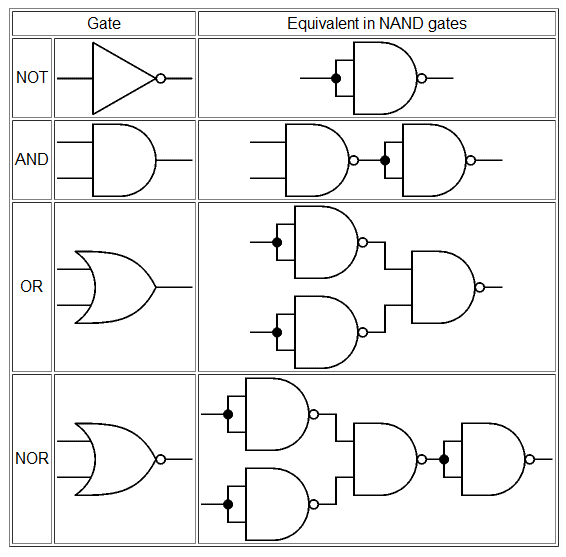 Gate
Equivalent in NAND gates
NOT
AND
OR
NOR